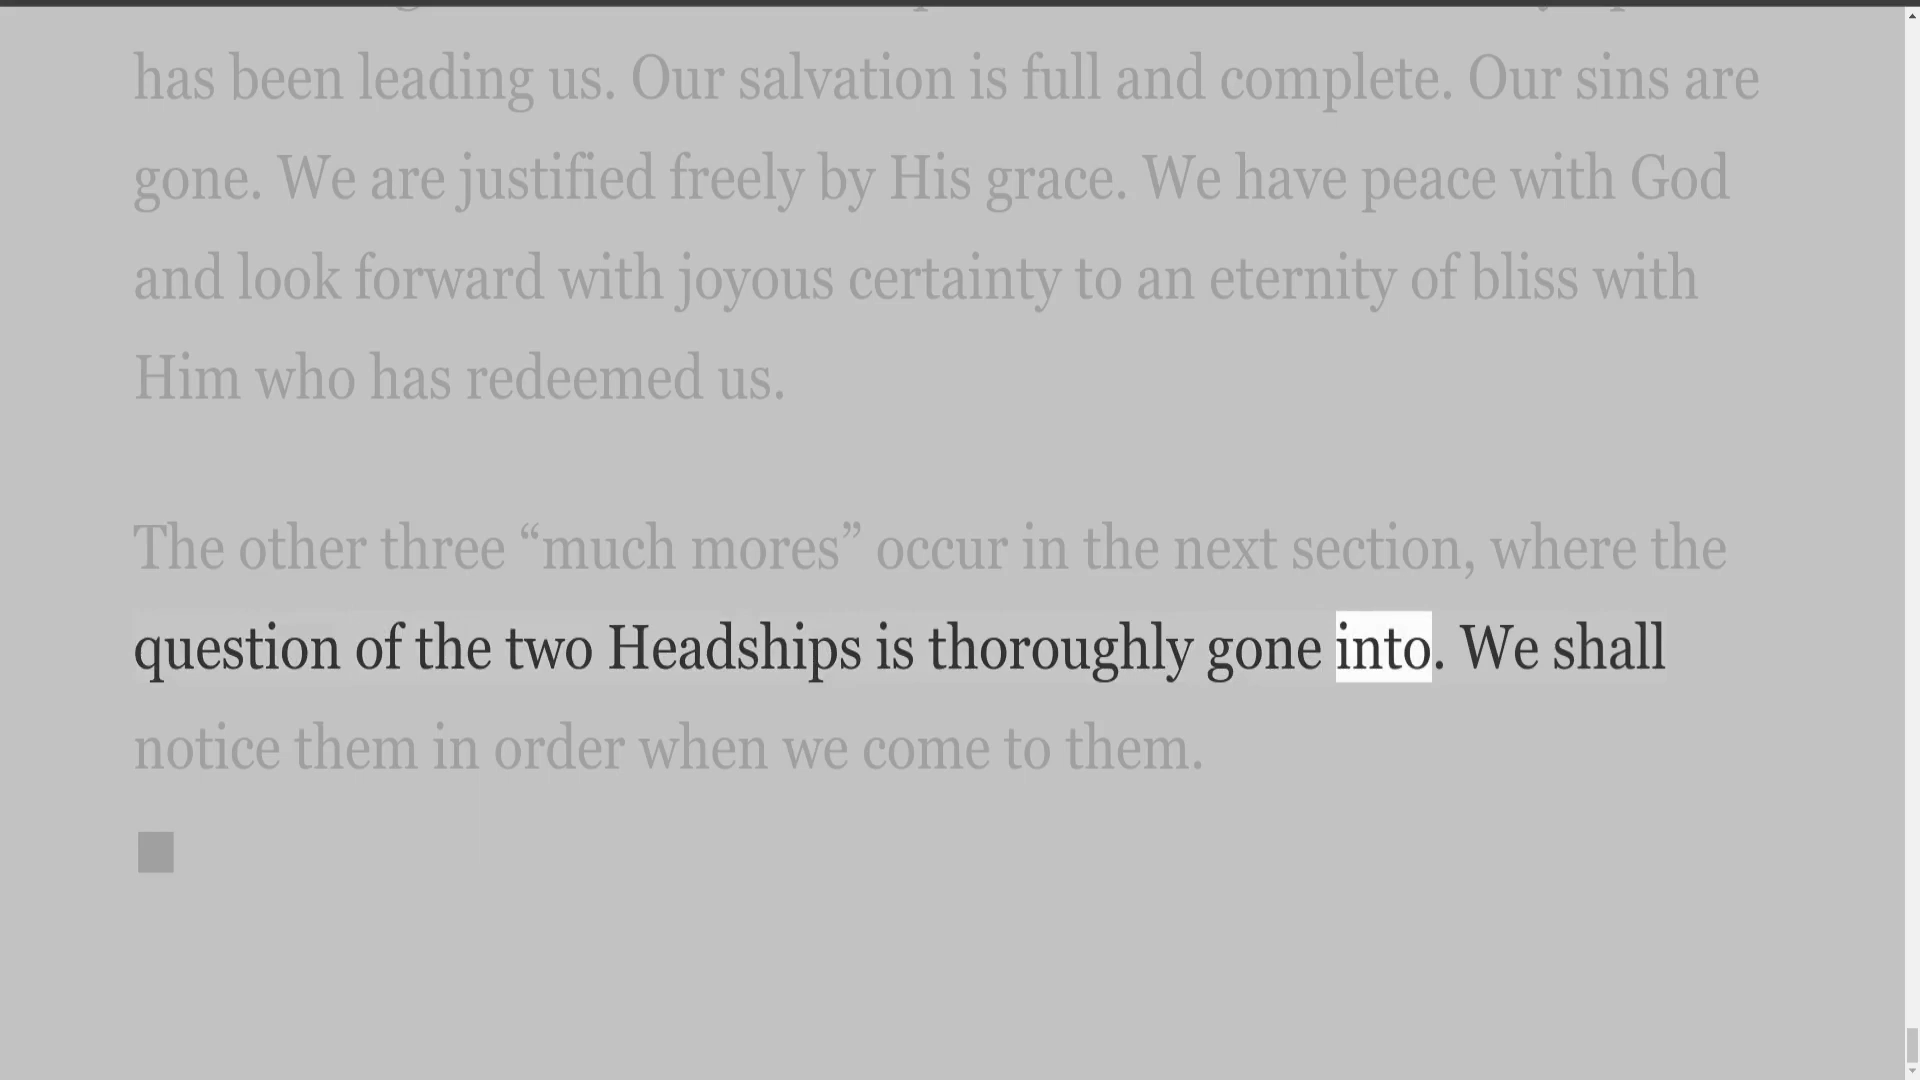 has been leading us. Our salvation is full and complete. Our sins are
gone. We are justified freely by His grace. We have peace with God
and look forward with joyous certainty to an eternity of bliss with
Him who has redeemed us.
The other three “much mores” occur in the next section, where the
question of the two Headships is thoroughly gone into. We shall
notice them in order when we come to them.